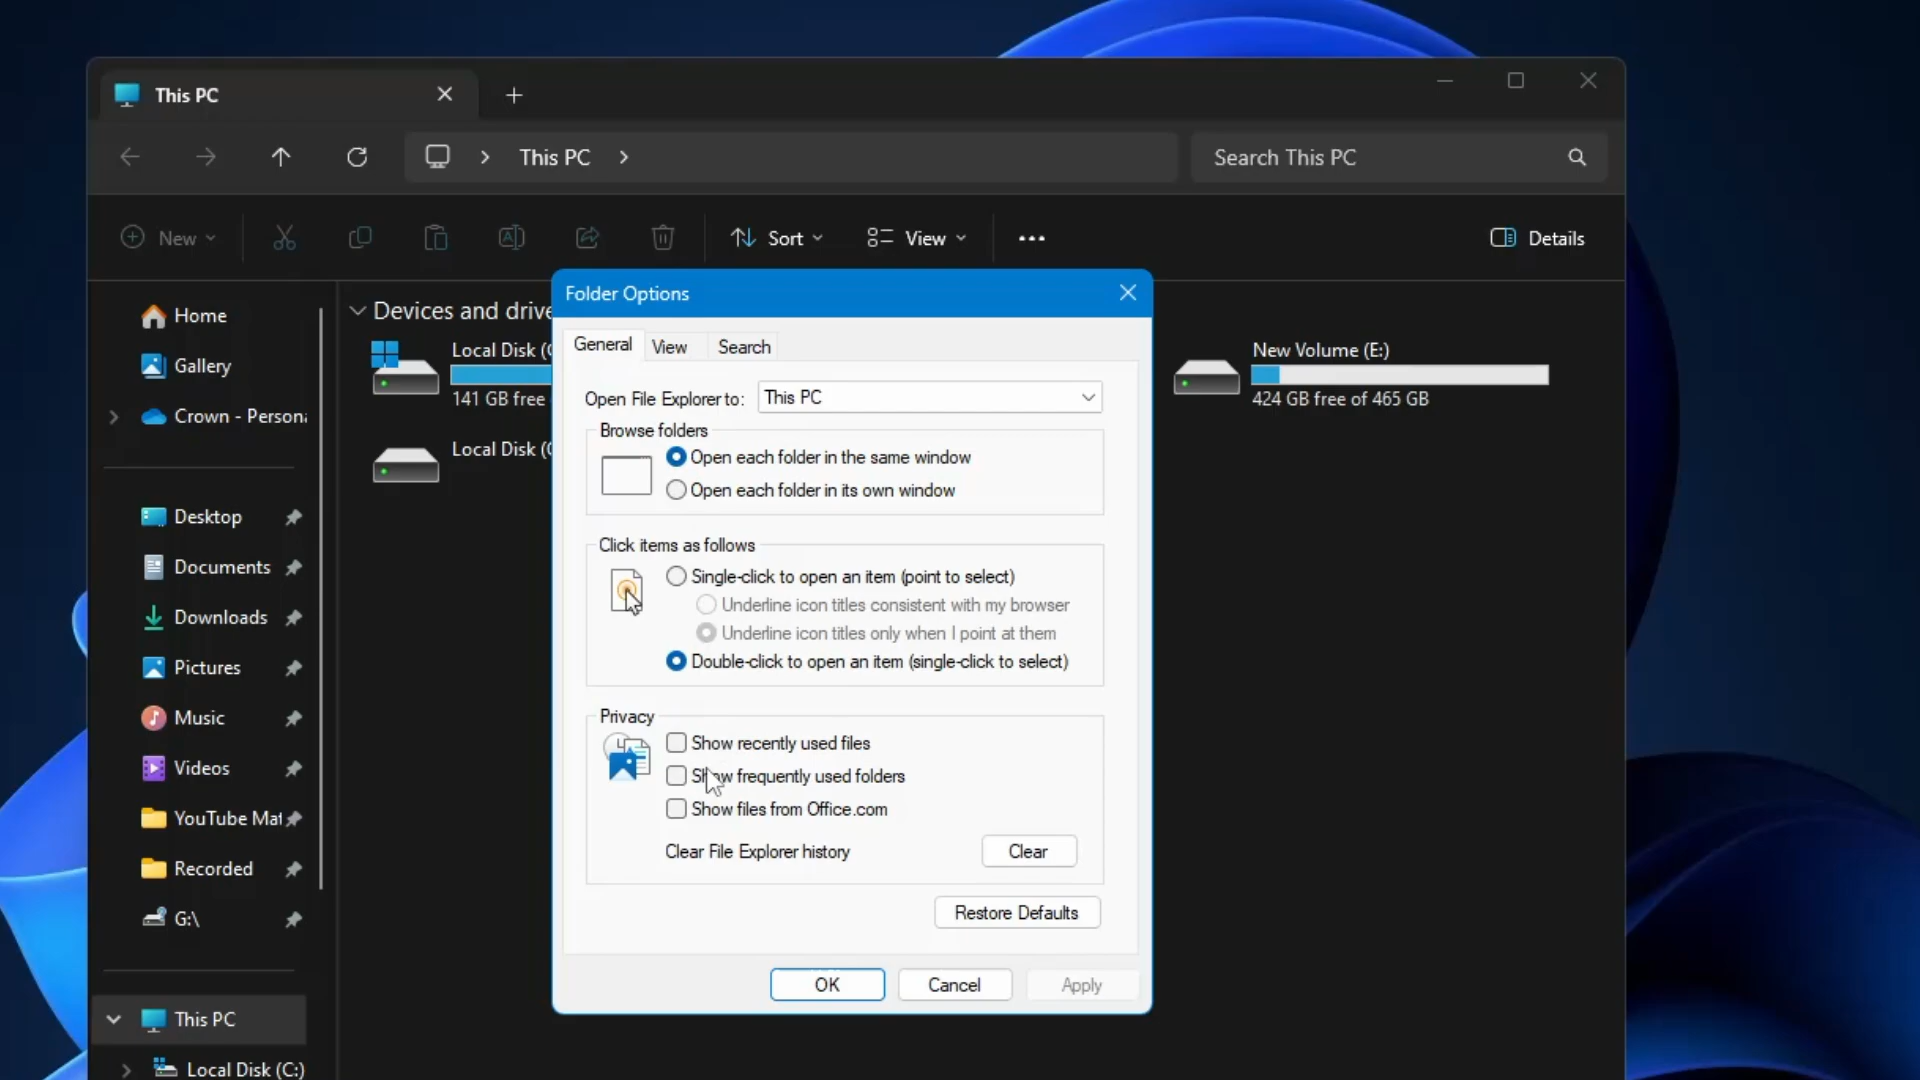 This PC
This PC
Search This PC
New
Sort
View
Details
Home
Gallery
Crown - Persona
Desktop
Documents
Downloads
Pictures
Music
Videos
YouTube Mat
Recorded
G:\
This PC
Local Disk (C:)
Devices and drive
Local Disk (
141 GB free
Local Disk (
New Volume (E:)
424 GB free of 465 GB
Folder Options
General
View
Search
Open File Explorer to:
This PC
Browse folders
Open each folder in the same window
Open each folder in its own window
Click items as follows
Single-click to open an item (point to select)
Underline icon titles consistent with my browser
Underline icon titles only when I point at them
Double-click to open an item (single-click to select)
Privacy
Show recently used files
Show frequently used folders
Show files from Office.com
Clear File Explorer history
Clear
Restore Defaults
OK
Cancel
Apply